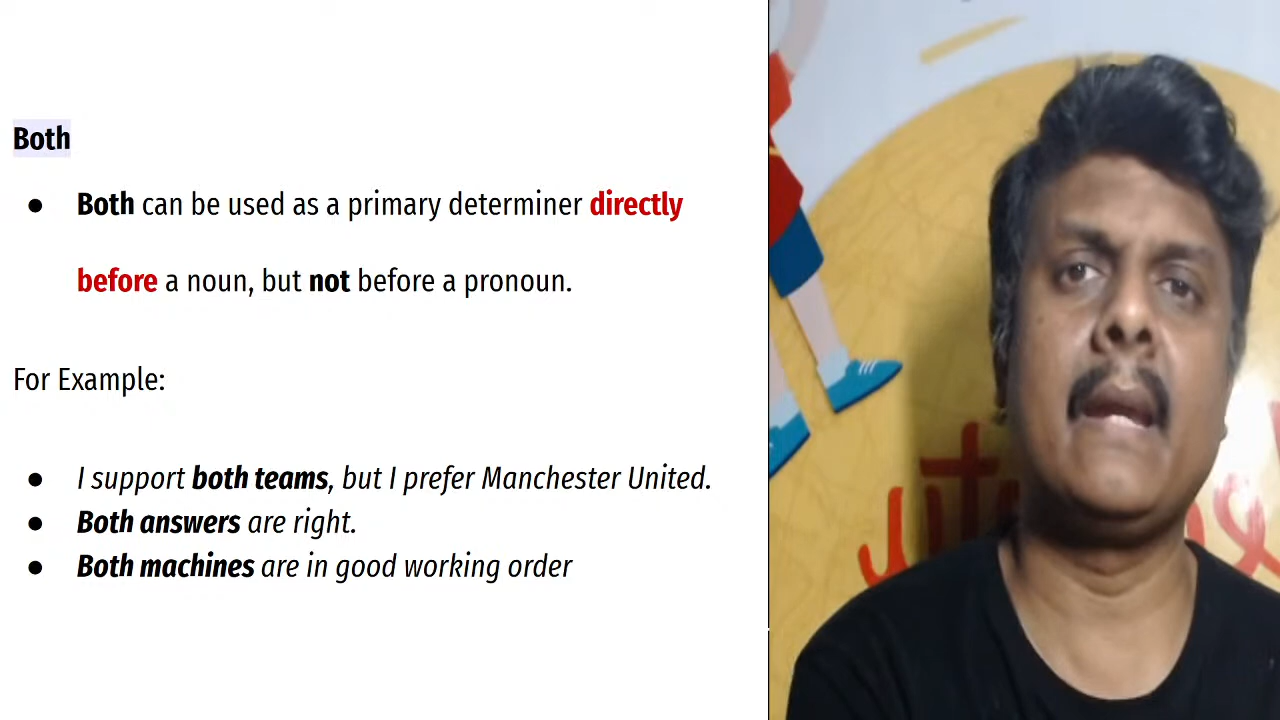 Both
● Both can be used as a primary determiner directly
before a noun, but not before a pronoun.
For Example:
● I support both teams, but I prefer Manchester United.
● Both answers are right.
● Both machines are in good working order